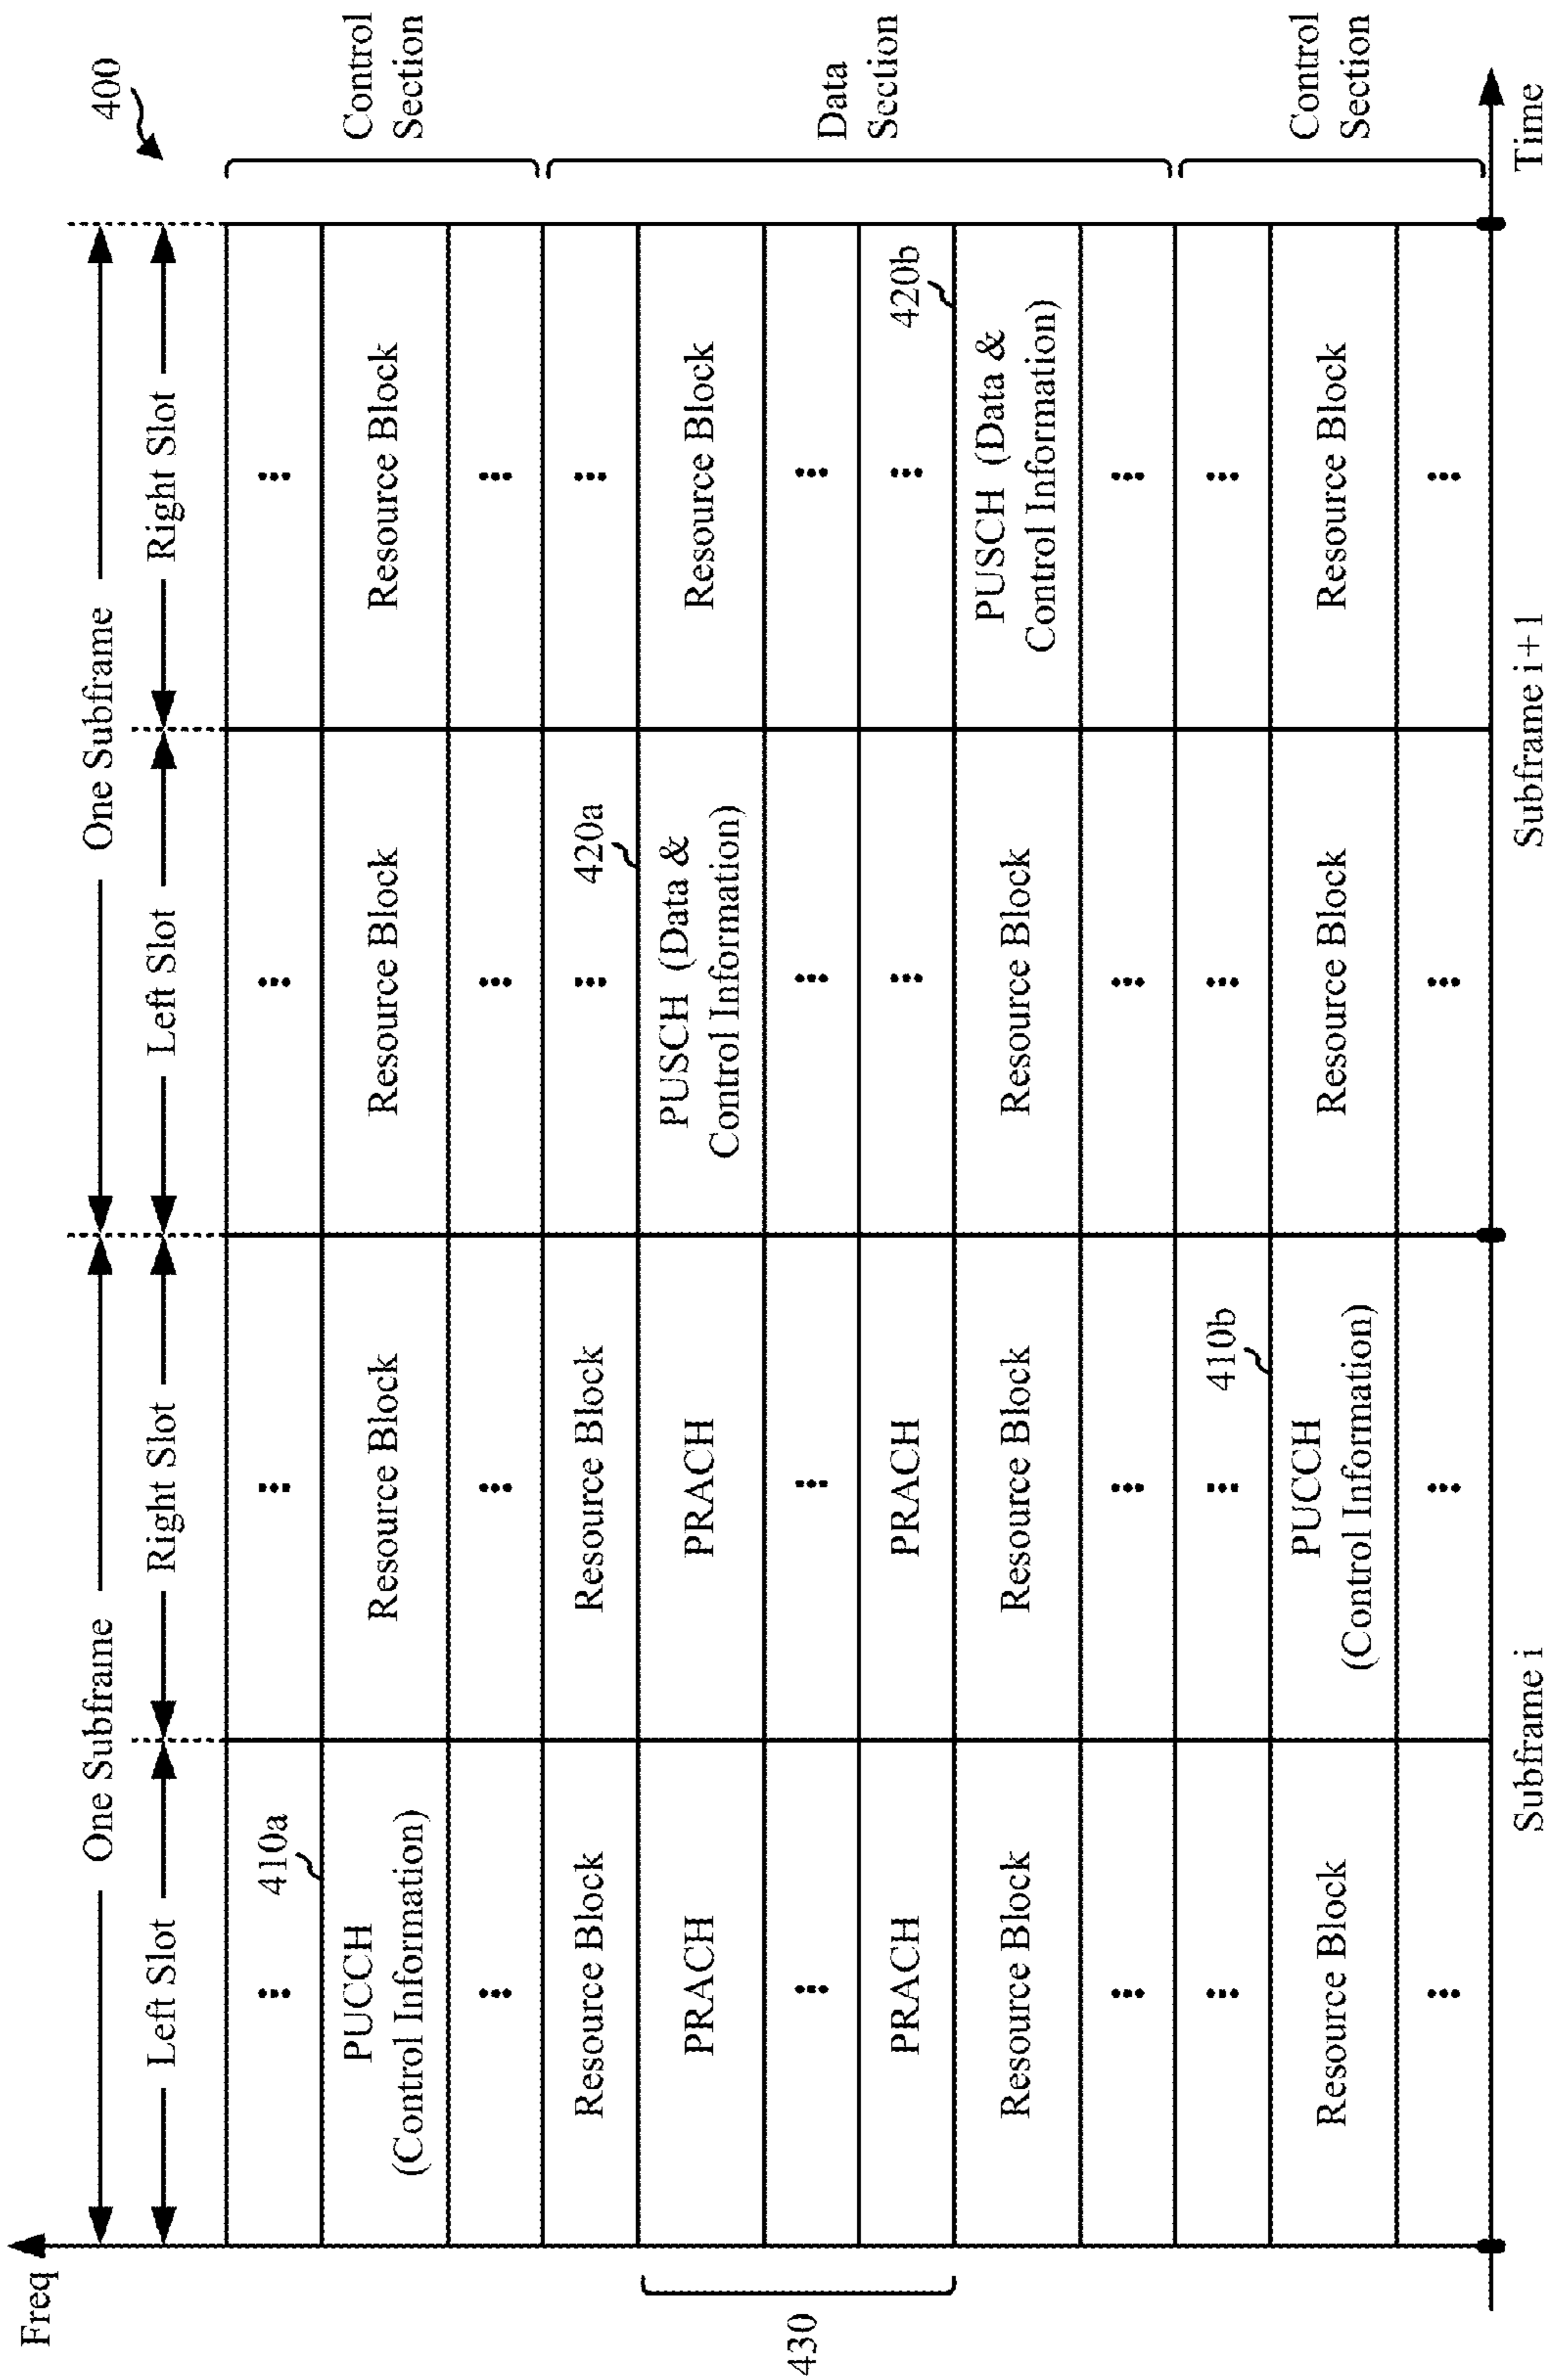 400
One Subframe
One Subframe
Left Slot
Right Slot
Left Slot
Right Slot
Freq
410a
PUCCH
(Control Information)
Resource Block
Resource Block
Resource Block
Control
Section
Resource Block
Resource Block
420a
PRACH
PRACH
PUSCH (Data &
Control Information)
Resource Block
430
Data
Section
PRACH
PRACH
420b
Resource Block
Resource Block
Resource Block
PUSCH (Data &
Control Information)
410b
Resource Block
PUCCH
(Control Information)
Resource Block
Resource Block
Control
Section
Subframe i
Subframe i + 1
Time